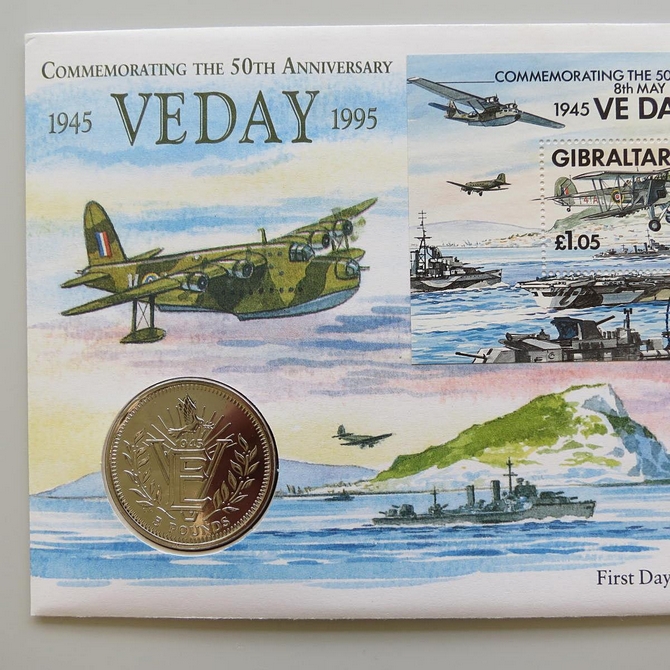 COMMEMORATING THE 50TH ANNIVERSARY
1945 VE DAY 1995
COMMEMORATING THE 50
8th MAY
1945 VE DA
GIBRALTAR
£1.05
1945
VE
5 POUNDS
First Day